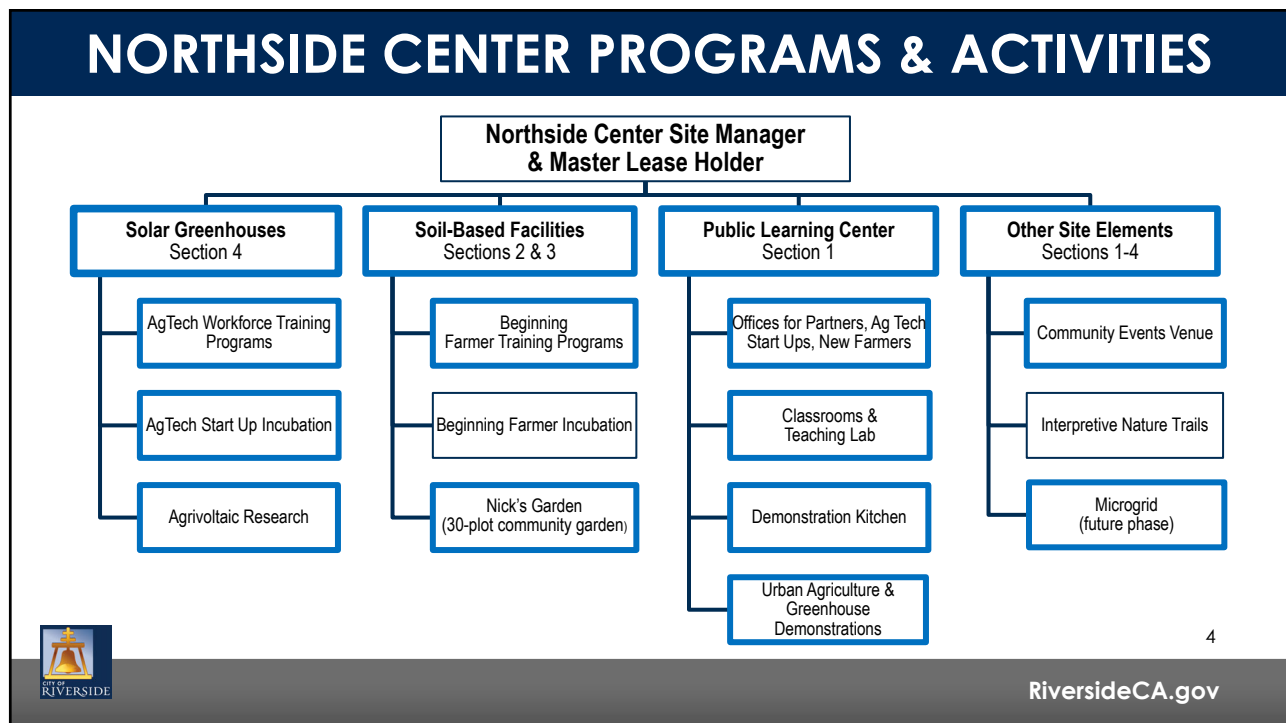 NORTHSIDE CENTER PROGRAMS & ACTIVITIES
Northside Center Site Manager
& Master Lease Holder
Solar Greenhouses
Section 4
AgTech Workforce Training
Programs
AgTech Start Up Incubation
Agrivoltaic Research
Soil-Based Facilities
Sections 2 & 3
Beginning
Farmer Training Programs
Beginning Farmer Incubation
Nick's Garden
(30-plot community garden)
Public Learning Center
Section 1
Offices for Partners, Ag Tech
Start Ups, New Farmers
Classrooms &
Teaching Lab
Demonstration Kitchen
Urban Agriculture &
Greenhouse
Demonstrations
Other Site Elements
Sections 1-4
Community Events Venue
Interpretive Nature Trails
Microgrid
(future phase)
4
CITY OF
RIVERSIDE
RiversideCA.gov